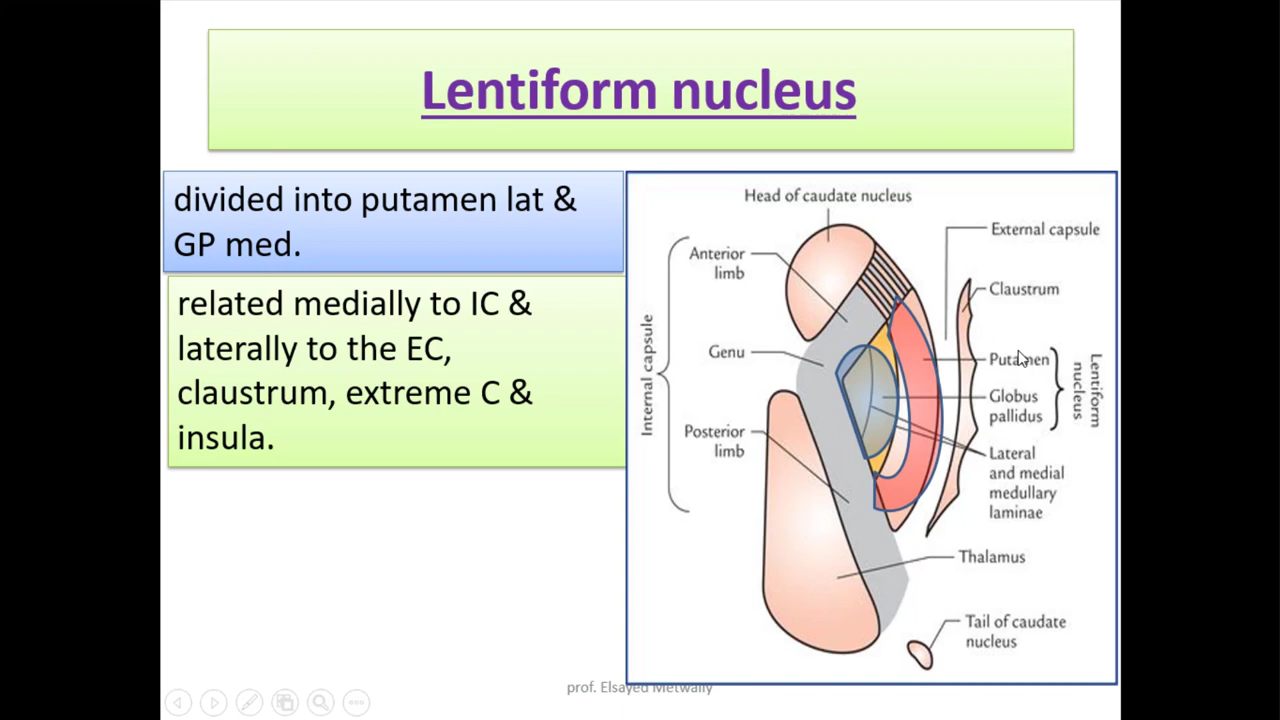 Lentiform nucleus
divided into putamen lat &
GP med.
related medially to IC &
laterally to the EC,
claustrum, extreme C &
insula.
Head of caudate nucleus
External capsule
Anterior
limb
Claustrum
Internal capsule
Genu
Putamen
Globus
pallidus
Lentiform
nucleus
Posterior
limb
Lateral
and medial
medullary
laminae
Thalamus
Tail of caudate
nucleus
prof. Elsayed Metwally